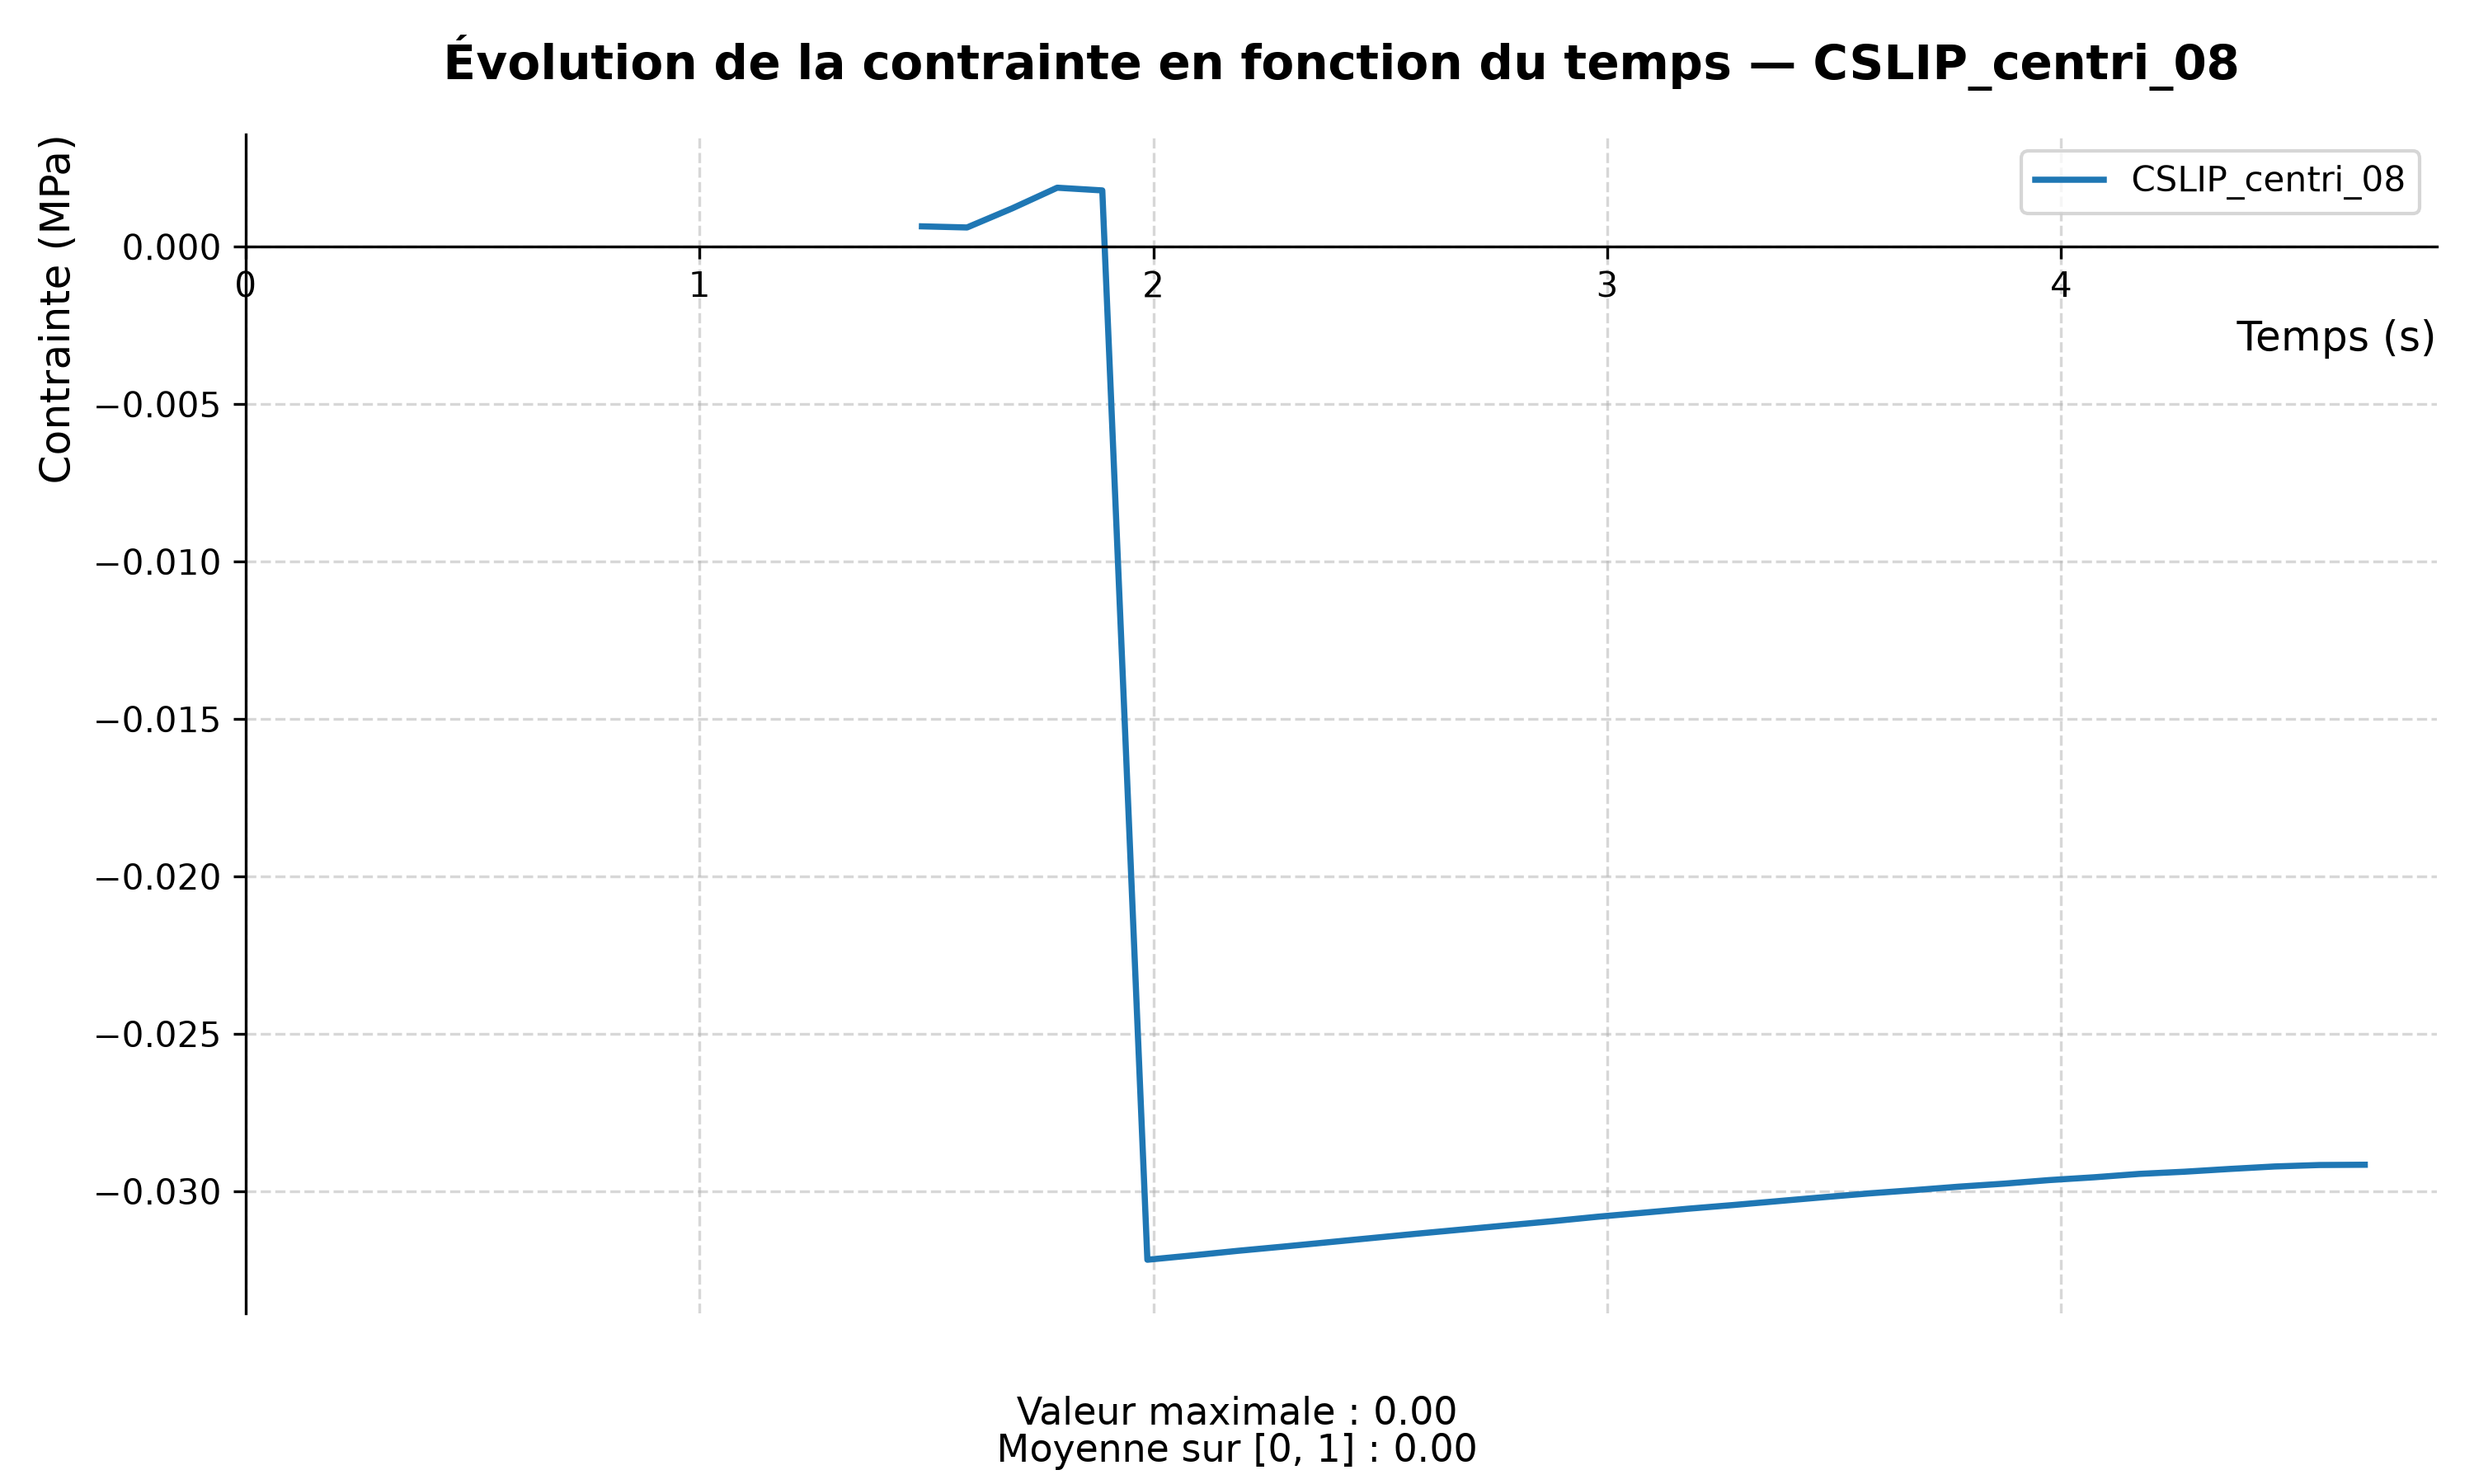 Évolution de la contrainte en fonction du temps — CSLIP_centri_08
Contrainte (MPa)
CSLIP_centri_08
0.000
0 1 2 3 4
Temps (s)
−0.005
−0.010
−0.015
−0.020
−0.025
−0.030
Valeur maximale : 0.00
Moyenne sur [0, 1] : 0.00